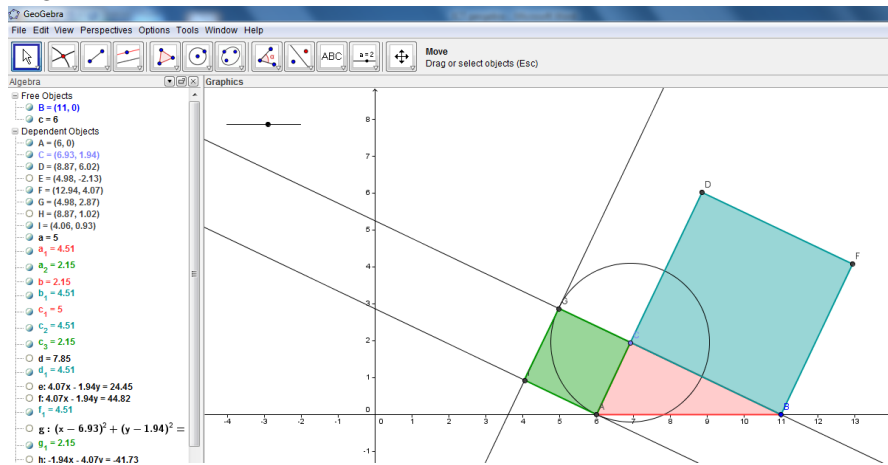 GeoGebra
File Edit View Perspectives Options Tools Window Help
ABC
a = 2
Move
Drag or select objects (Esc)
Algebra
Graphics
Free Objects
B = (11, 0)
c = 6
Dependent Objects
A = (6, 0)
C = (6.93, 1.94)
D = (8.87, 6.02)
E = (4.98, -2.13)
F = (12.94, 4.07)
G = (4.98, 2.87)
H = (8.87, 1.02)
I = (4.06, 0.93)
a = 5
a₁ = 4.51
a₂ = 2.15
b = 2.15
b₁ = 4.51
c₁ = 5
c₂ = 4.51
c₃ = 2.15
d = 7.85
d₁ = 4.51
e: 4.07x - 1.94y = 24.45
f: 4.07x - 1.94y = 44.82
f₁ = 4.51
g : (x − 6.93)² + (y − 1.94)² =
g₁ = 2.15
h: -1.94x - 4.07y = -41.73
8
7
6
5
4
3
2
1
0
-1
-4 -3 -2 -1 0 1 2 3 4 5 6 7 8 9 10 11 12 13
D
F
G
C
I
A
B